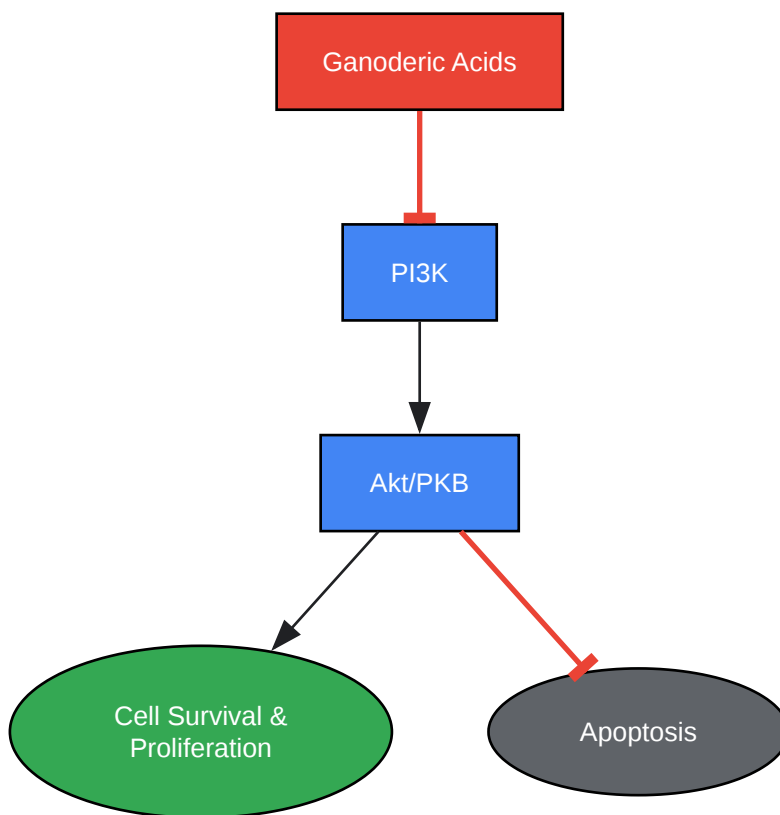 Ganoderic Acids
PI3K
Akt/PKB
Cell Survival &
Proliferation
Apoptosis